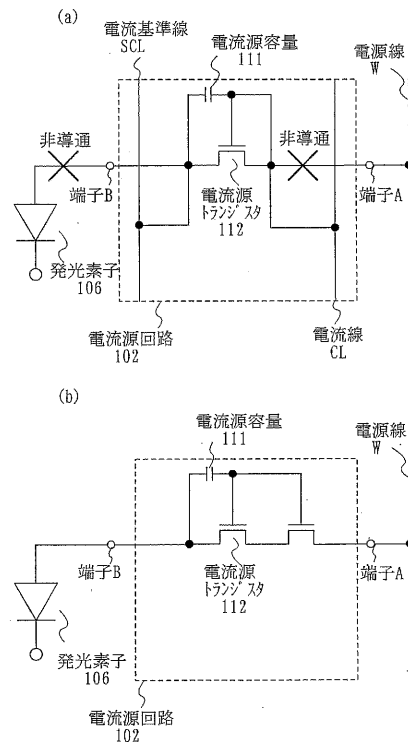 (a)
電流基準線
SCL
電流源容量
111
電源線
W
非導通
非導通
端子B
電流源
トランジスタ
112
端子A
発光素子
106
電流源回路
102
電流線
CL
(b)
電流源容量
111
電源線
W
端子B
電流源
トランジスタ
112
端子A
発光素子
106
電流源回路
102